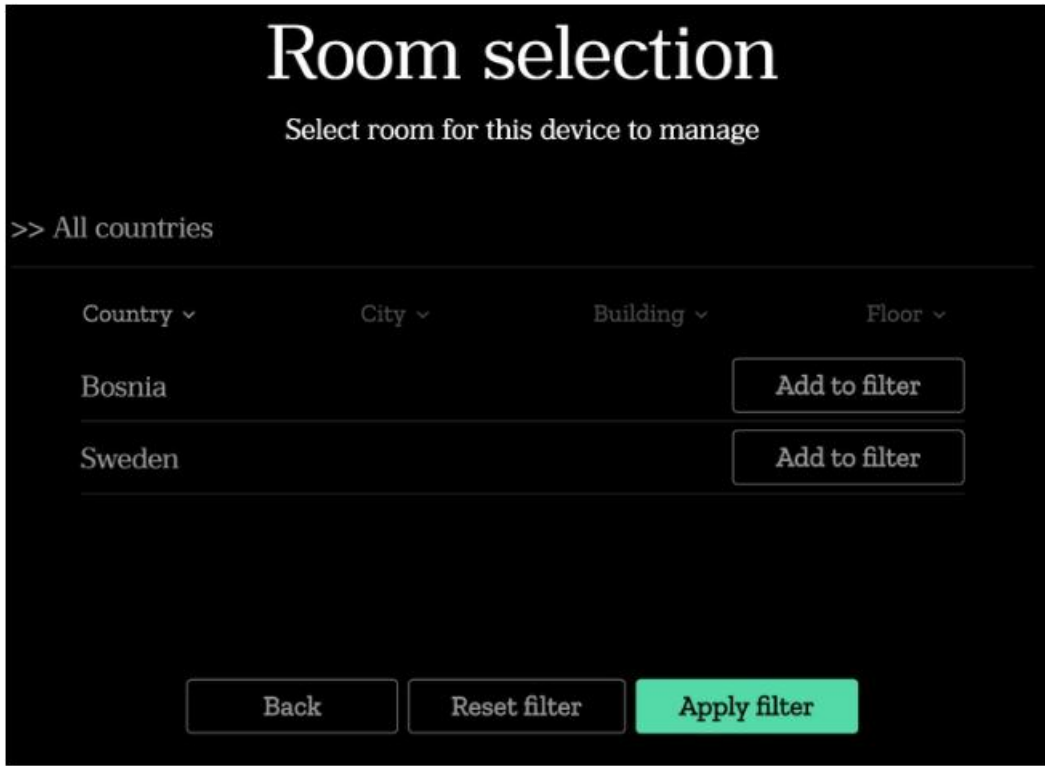 Room selection
Select room for this device to manage
>> All countries
Country City Building Floor
Bosnia Add to filter
Sweden Add to filter
Back Reset filter Apply filter